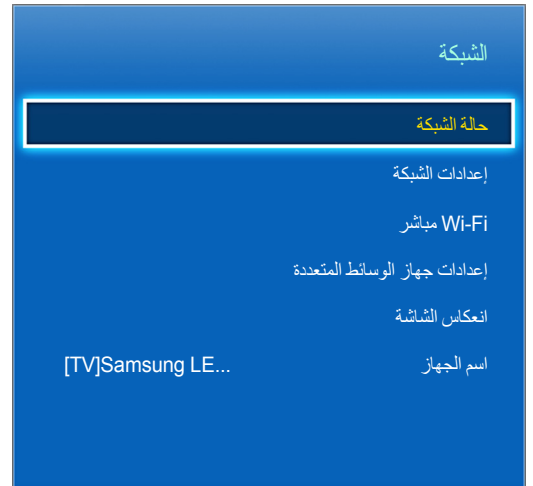 الشبكة
حالة الشبكة
إعدادات الشبكة
Wi-Fi مباشر
إعدادات جهاز الوسائط المتعددة
انعكاس الشاشة
اسم الجهاز [TV]Samsung LE...